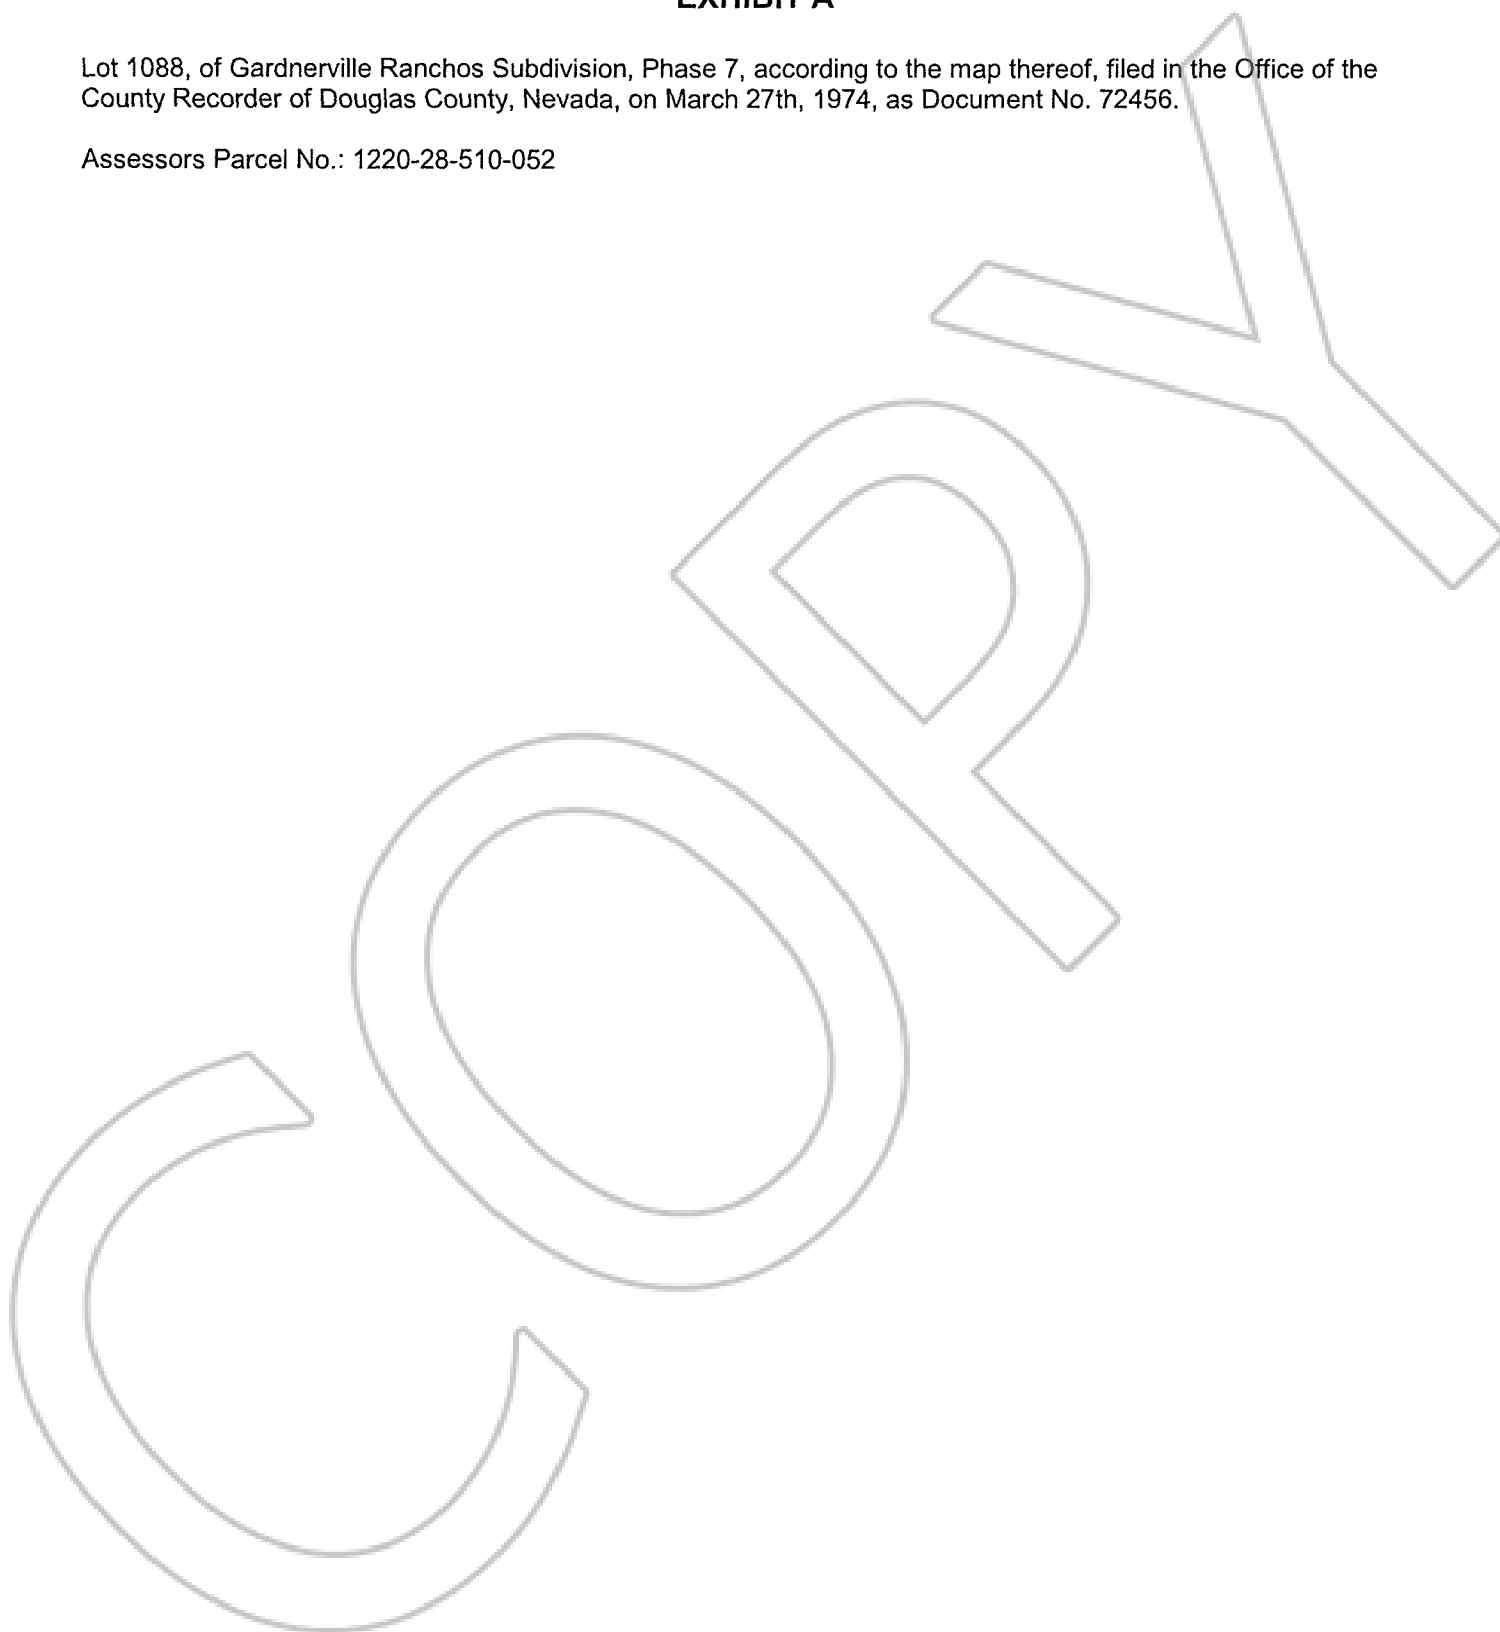 EXHIBIT A
Lot 1088, of Gardnerville Ranchos Subdivision, Phase 7, according to the map thereof, filed in the Office of the
County Recorder of Douglas County, Nevada, on March 27th, 1974, as Document No. 72456.
Assessors Parcel No.: 1220-28-510-052
COPY